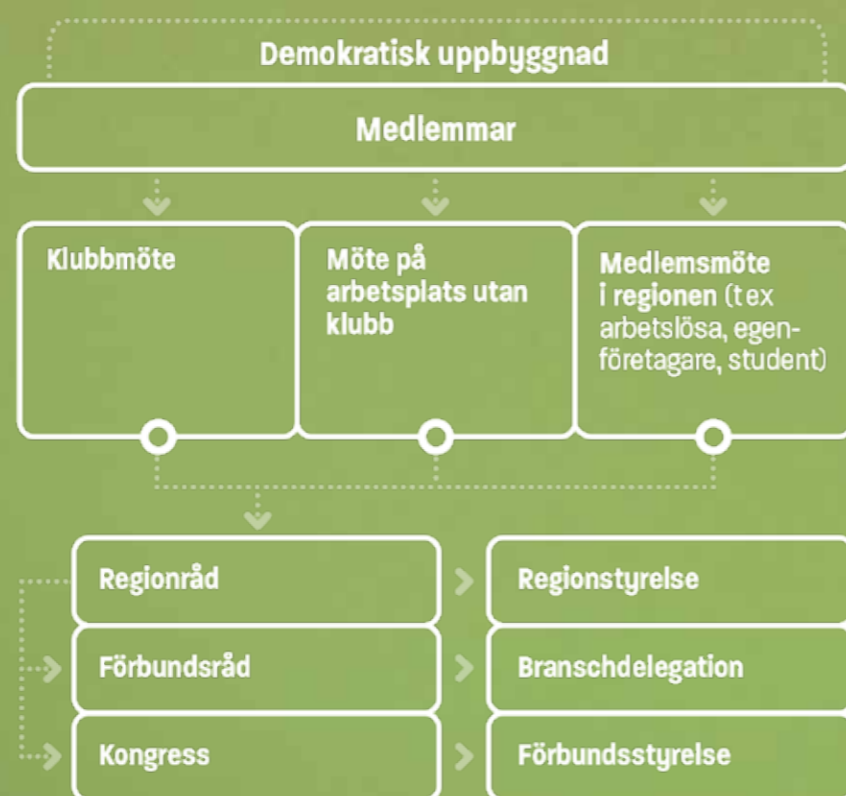 Demokratisk uppbyggnad
Medlemmar
Klubbmöte
Möte på
arbetsplats utan
klubb
Medlemsmöte
i regionen (tex
arbetslösa, egen-
företagare, student)
Regionråd
Regionstyrelse
Förbundsråd
Branschdelegation
Kongress
Förbundsstyrelse